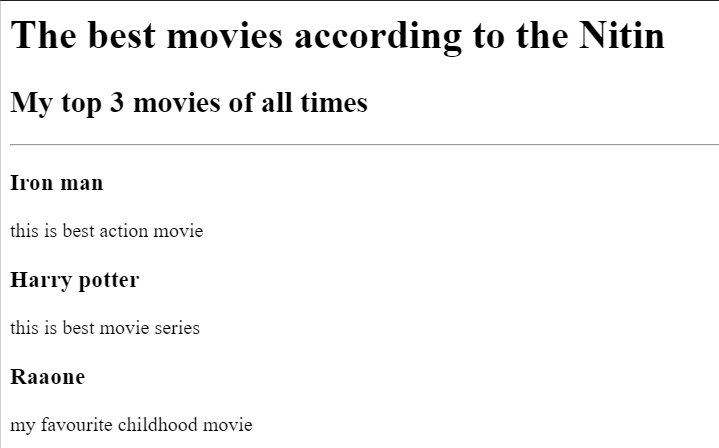 The best movies according to the Nitin
My top 3 movies of all times
Iron man
this is best action movie
Harry potter
this is best movie series
Raaone
my favourite childhood movie